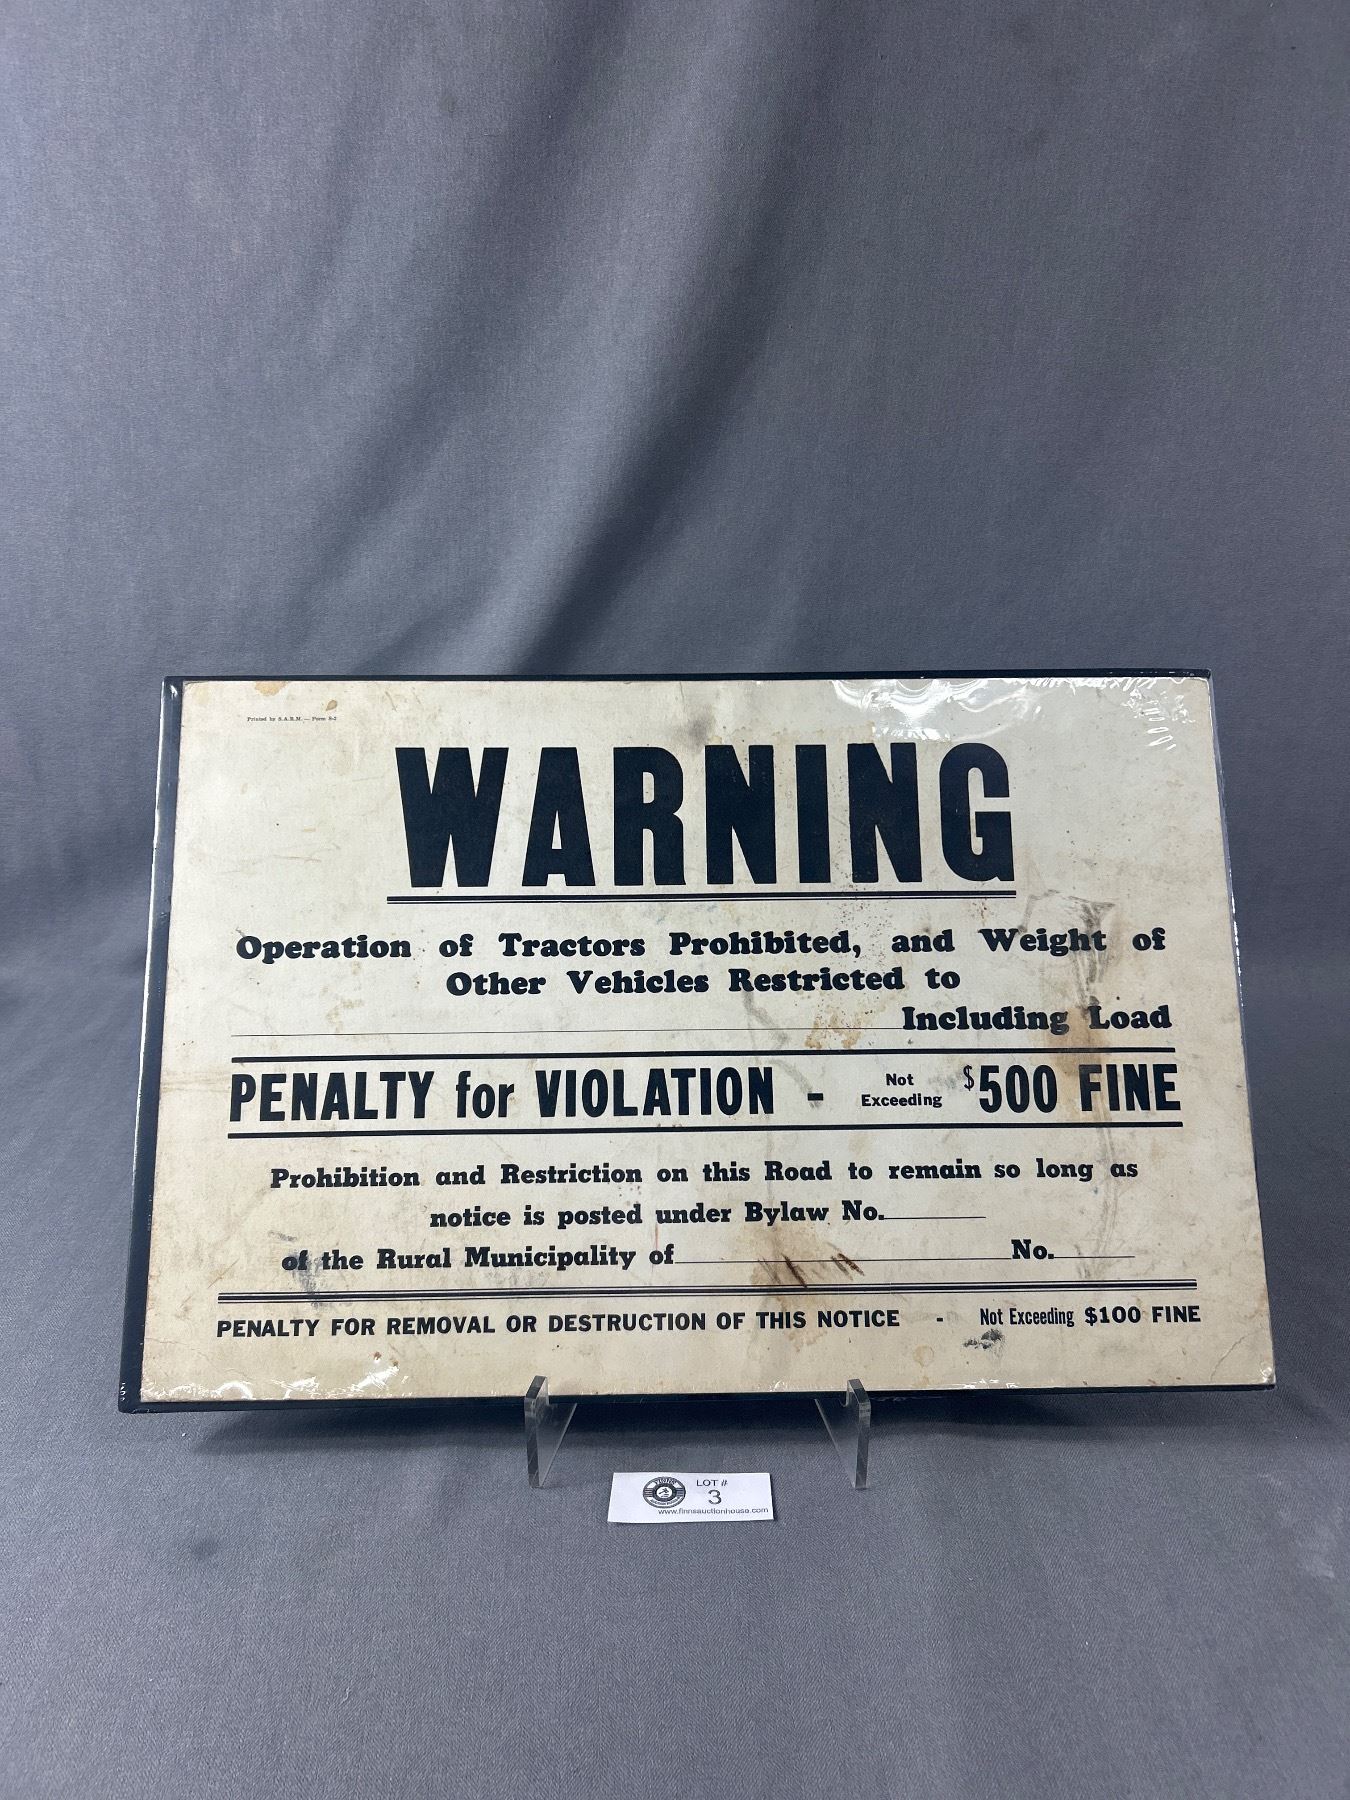 Printed by S.A.R.M. — Form S-2
WARNING
Operation of Tractors Prohibited, and Weight of
Other Vehicles Restricted to
Including Load
PENALTY for VIOLATION - Not Exceeding $500 FINE
Prohibition and Restriction on this Road to remain so long as
notice is posted under Bylaw No.
of the Rural Municipality of No.
PENALTY FOR REMOVAL OR DESTRUCTION OF THIS NOTICE - Not Exceeding $100 FINE
LOT #
3
www.finnsauctionhouse.com